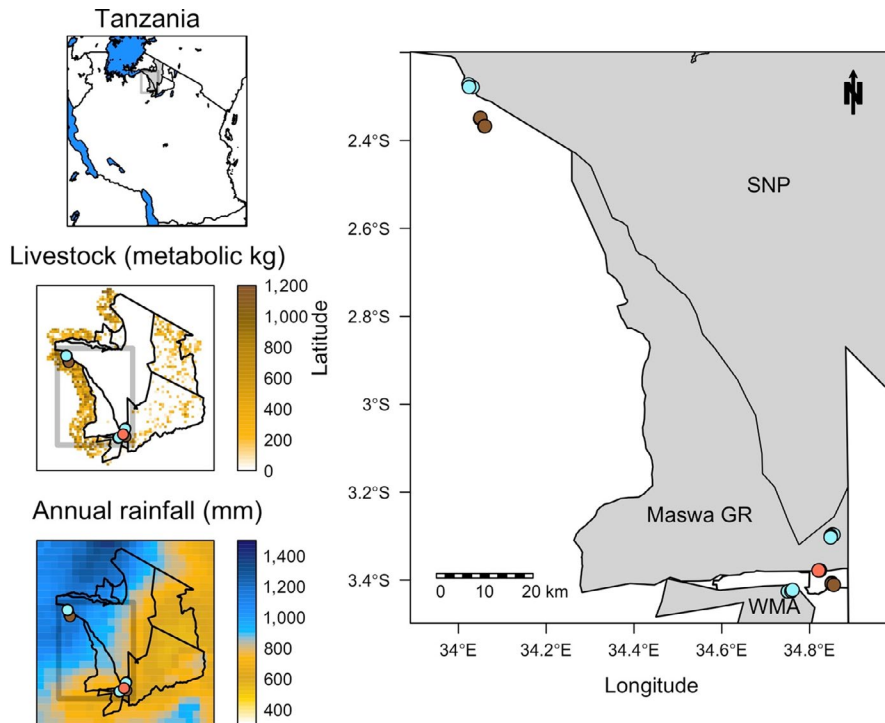 Tanzania
Livestock (metabolic kg)
1,200
1,000
800
600
400
200
0
Annual rainfall (mm)
1,400
1,200
1,000
800
600
400
Latitude
2.4°S
2.6°S
2.8°S
3°S
3.2°S
3.4°S
N
SNP
Maswa GR
WMA
0 10 20 km
34°E 34.2°E 34.4°E 34.6°E 34.8°E
Longitude